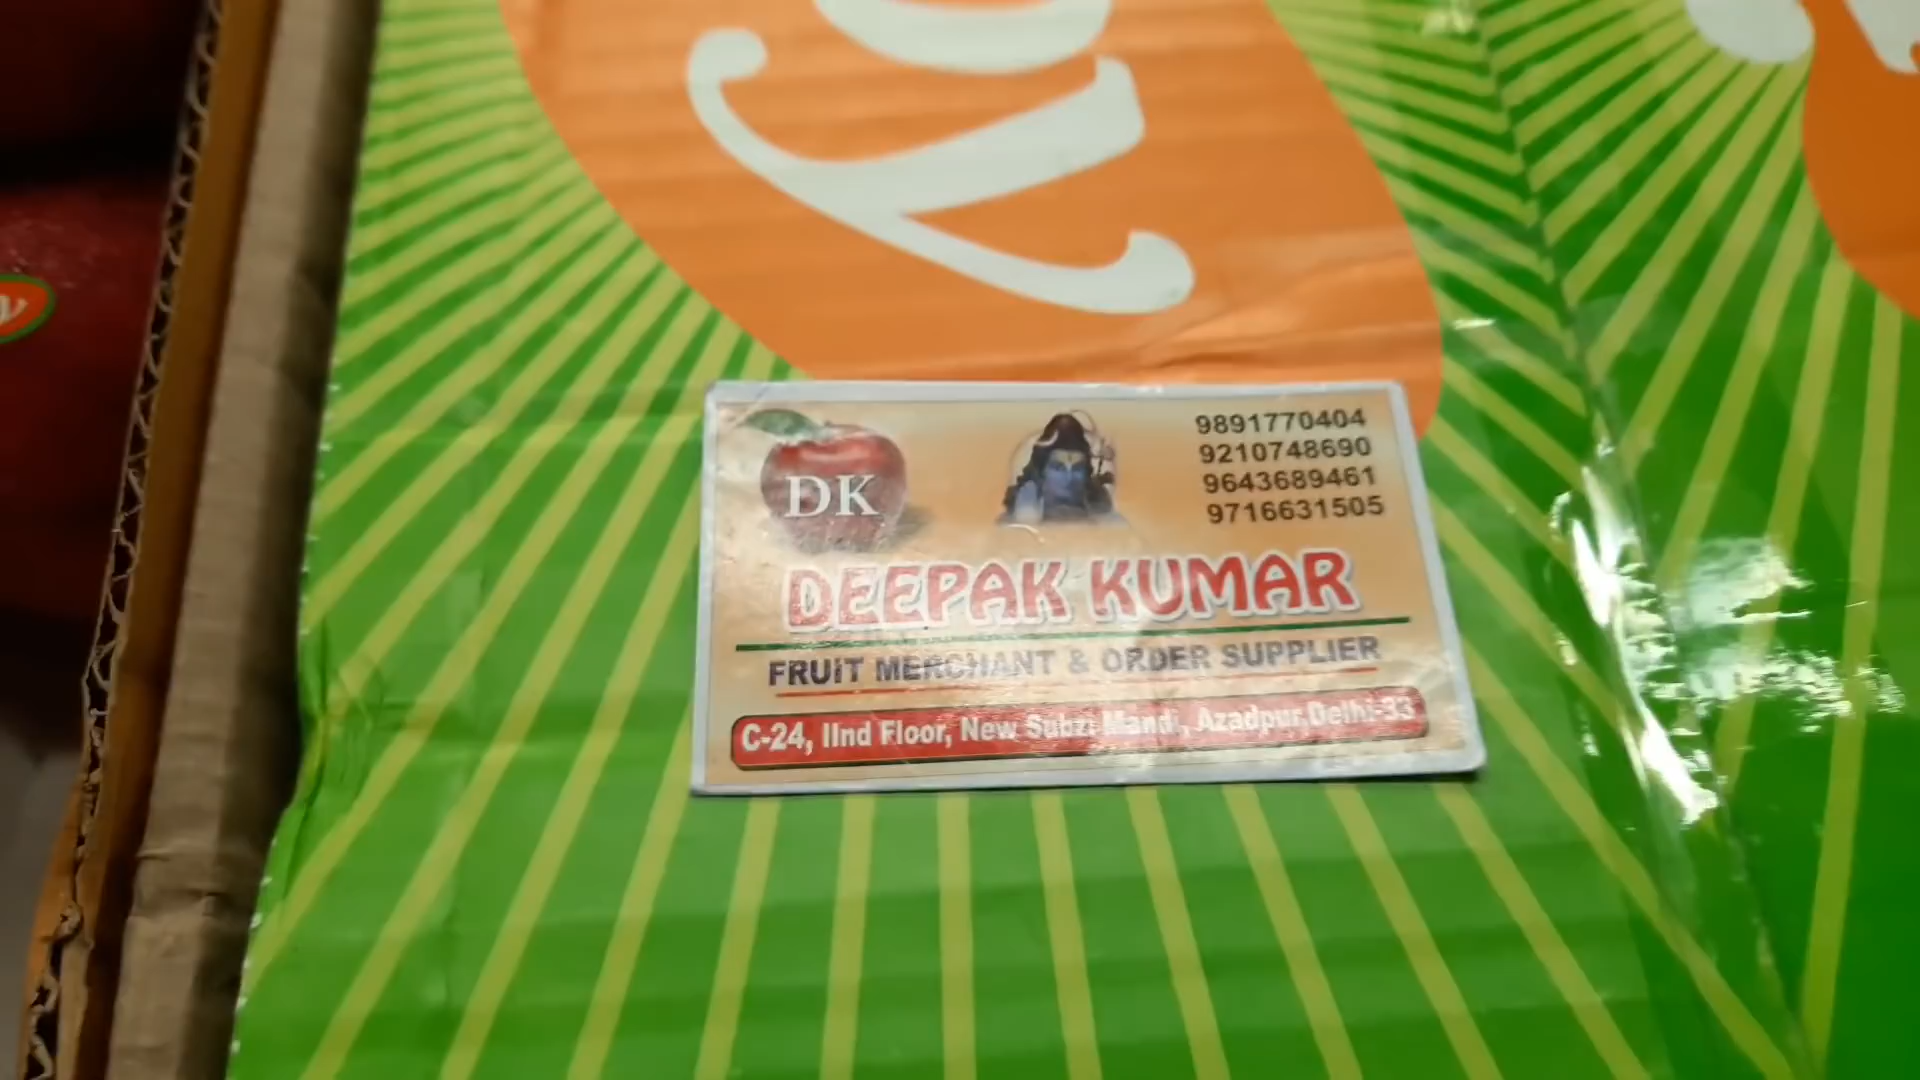 DK
9891770404
9210748690
9643689461
9716631505
DEEPAK KUMAR
FRUIT MERCHANT & ORDER SUPPLIER
C-24, IInd Floor, New Subzi Mandi, Azadpur, Delhi-33